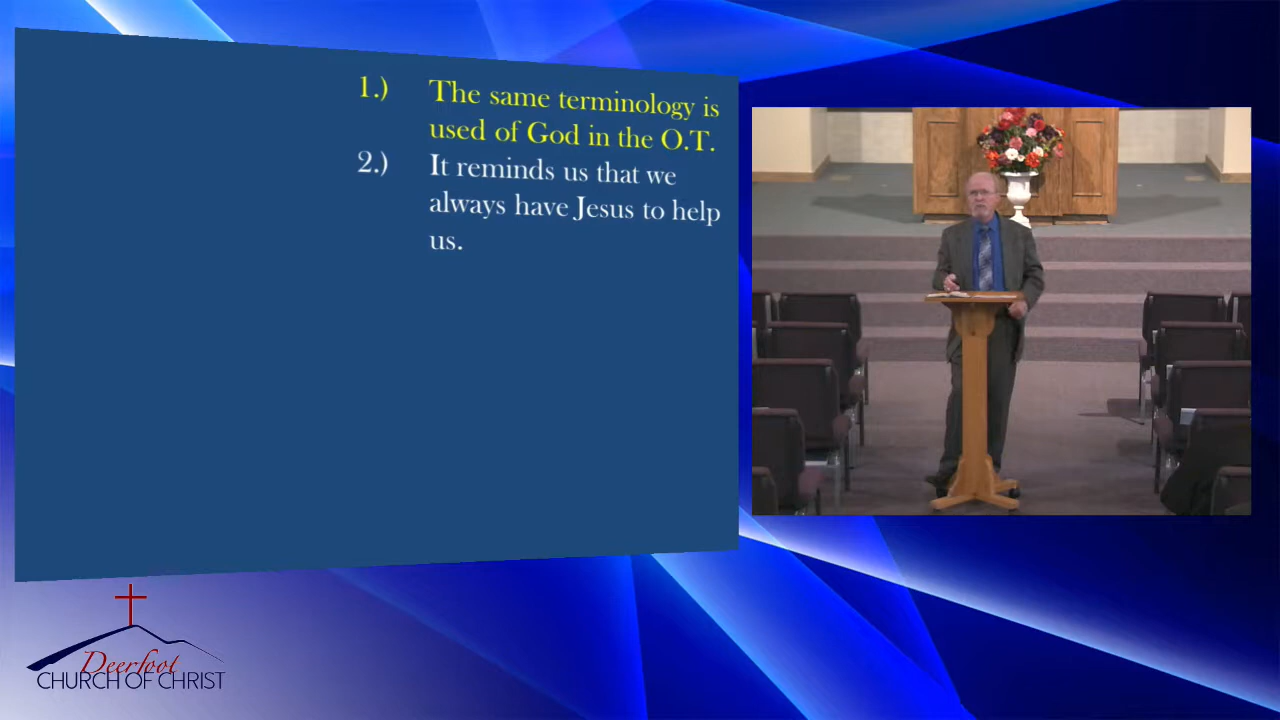 1.) The same terminology is
used of God in the O.T.
2.) It reminds us that we
always have Jesus to help
us.
Deerfoot
CHURCH OF CHRIST